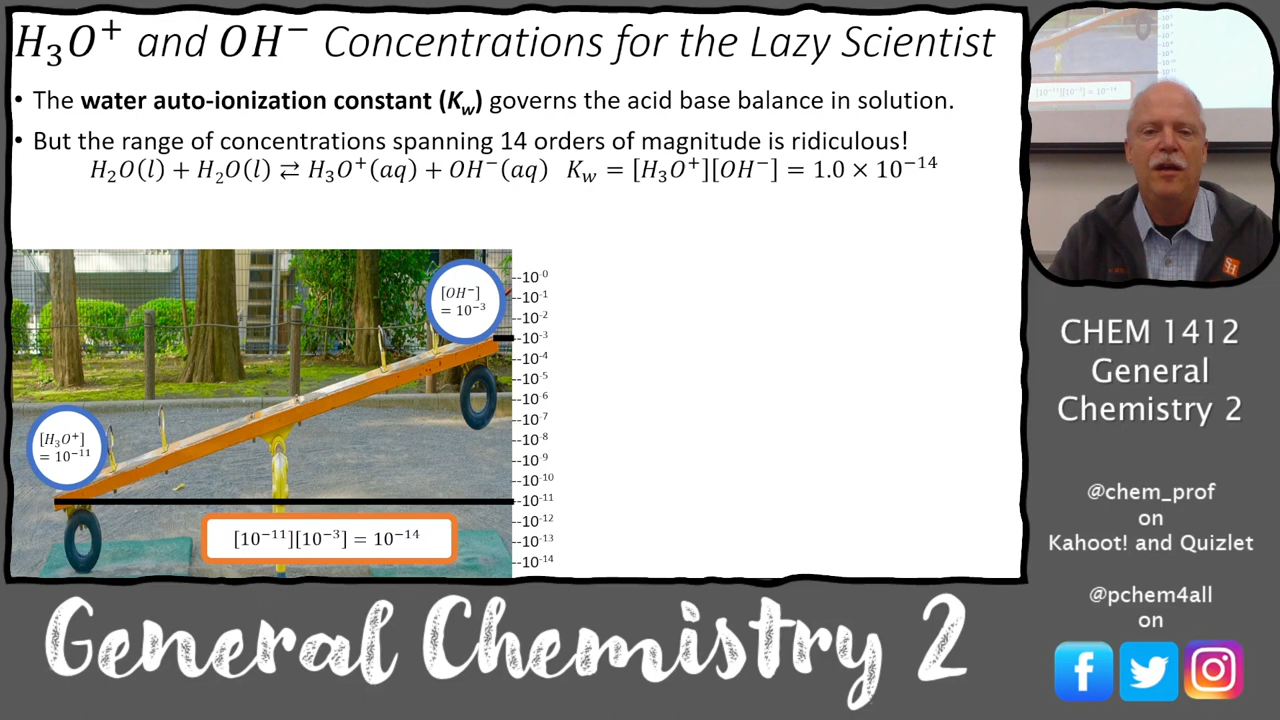 H₃O⁺ and OH⁻ Concentrations for the Lazy Scientist
• The water auto-ionization constant (Kw) governs the acid base balance in solution.
• But the range of concentrations spanning 14 orders of magnitude is ridiculous!
H₂O(l) + H₂O(l) ⇄ H₃O⁺(aq) + OH⁻(aq) Kw = [H₃O⁺][OH⁻] = 1.0 × 10⁻¹⁴
[OH⁻]
= 10⁻³
[H₃O⁺]
= 10⁻¹¹
[10⁻¹¹][10⁻³] = 10⁻¹⁴
--10⁻⁰
--10⁻¹
--10⁻²
--10⁻³
--10⁻⁴
--10⁻⁵
--10⁻⁶
--10⁻⁷
--10⁻⁸
--10⁻⁹
--10⁻¹⁰
--10⁻¹¹
--10⁻¹²
--10⁻¹³
--10⁻¹⁴
SH
CHEM 1412
General
Chemistry 2
@chem_prof
on
Kahoot! and Quizlet
@pchem4all
on
General Chemistry 2